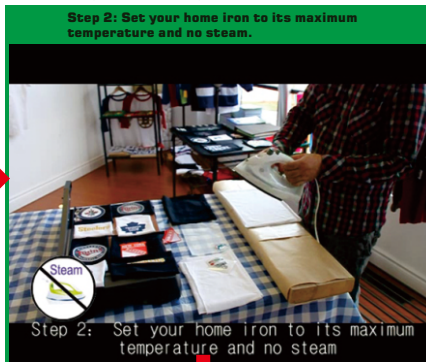 Step 2: Set your home iron to its maximum
temperature and no steam.
Steam
Step 2: Set your home iron to its maximum
temperature and no steam